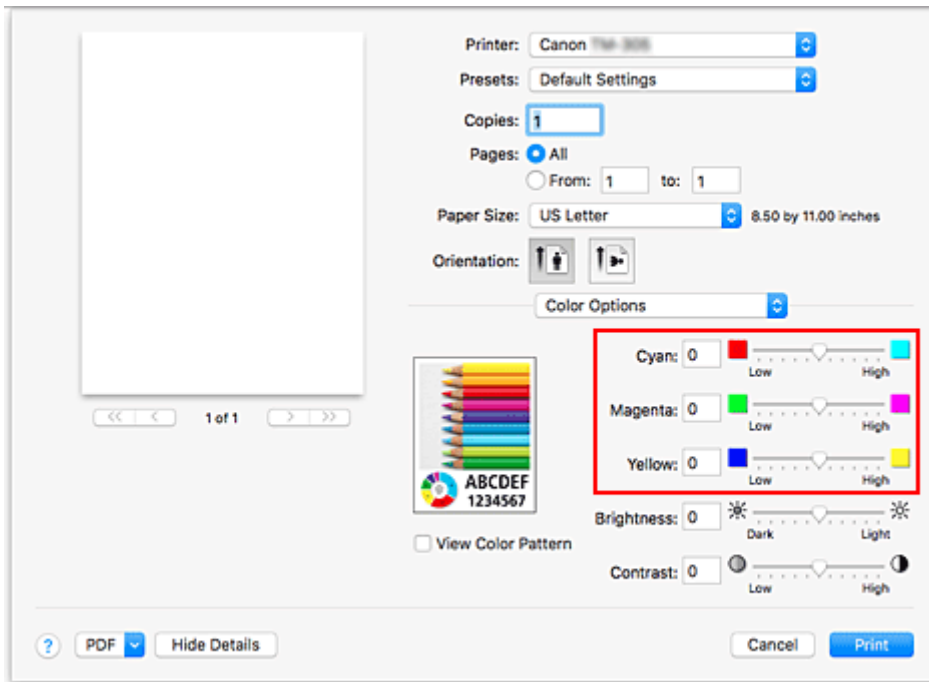 Printer: Canon
Presets: Default Settings
Copies: 1
Pages: All
From: 1 to: 1
Paper Size: US Letter 8.50 by 11.00 inches
Orientation:
Color Options
Cyan: 0
Low High
Magenta: 0
Low High
Yellow: 0
Low High
Brightness: 0
Dark Light
Contrast: 0
Low High
ABCDEF
1234567
View Color Pattern
<< < 1 of 1 > >>
? PDF Hide Details Cancel Print